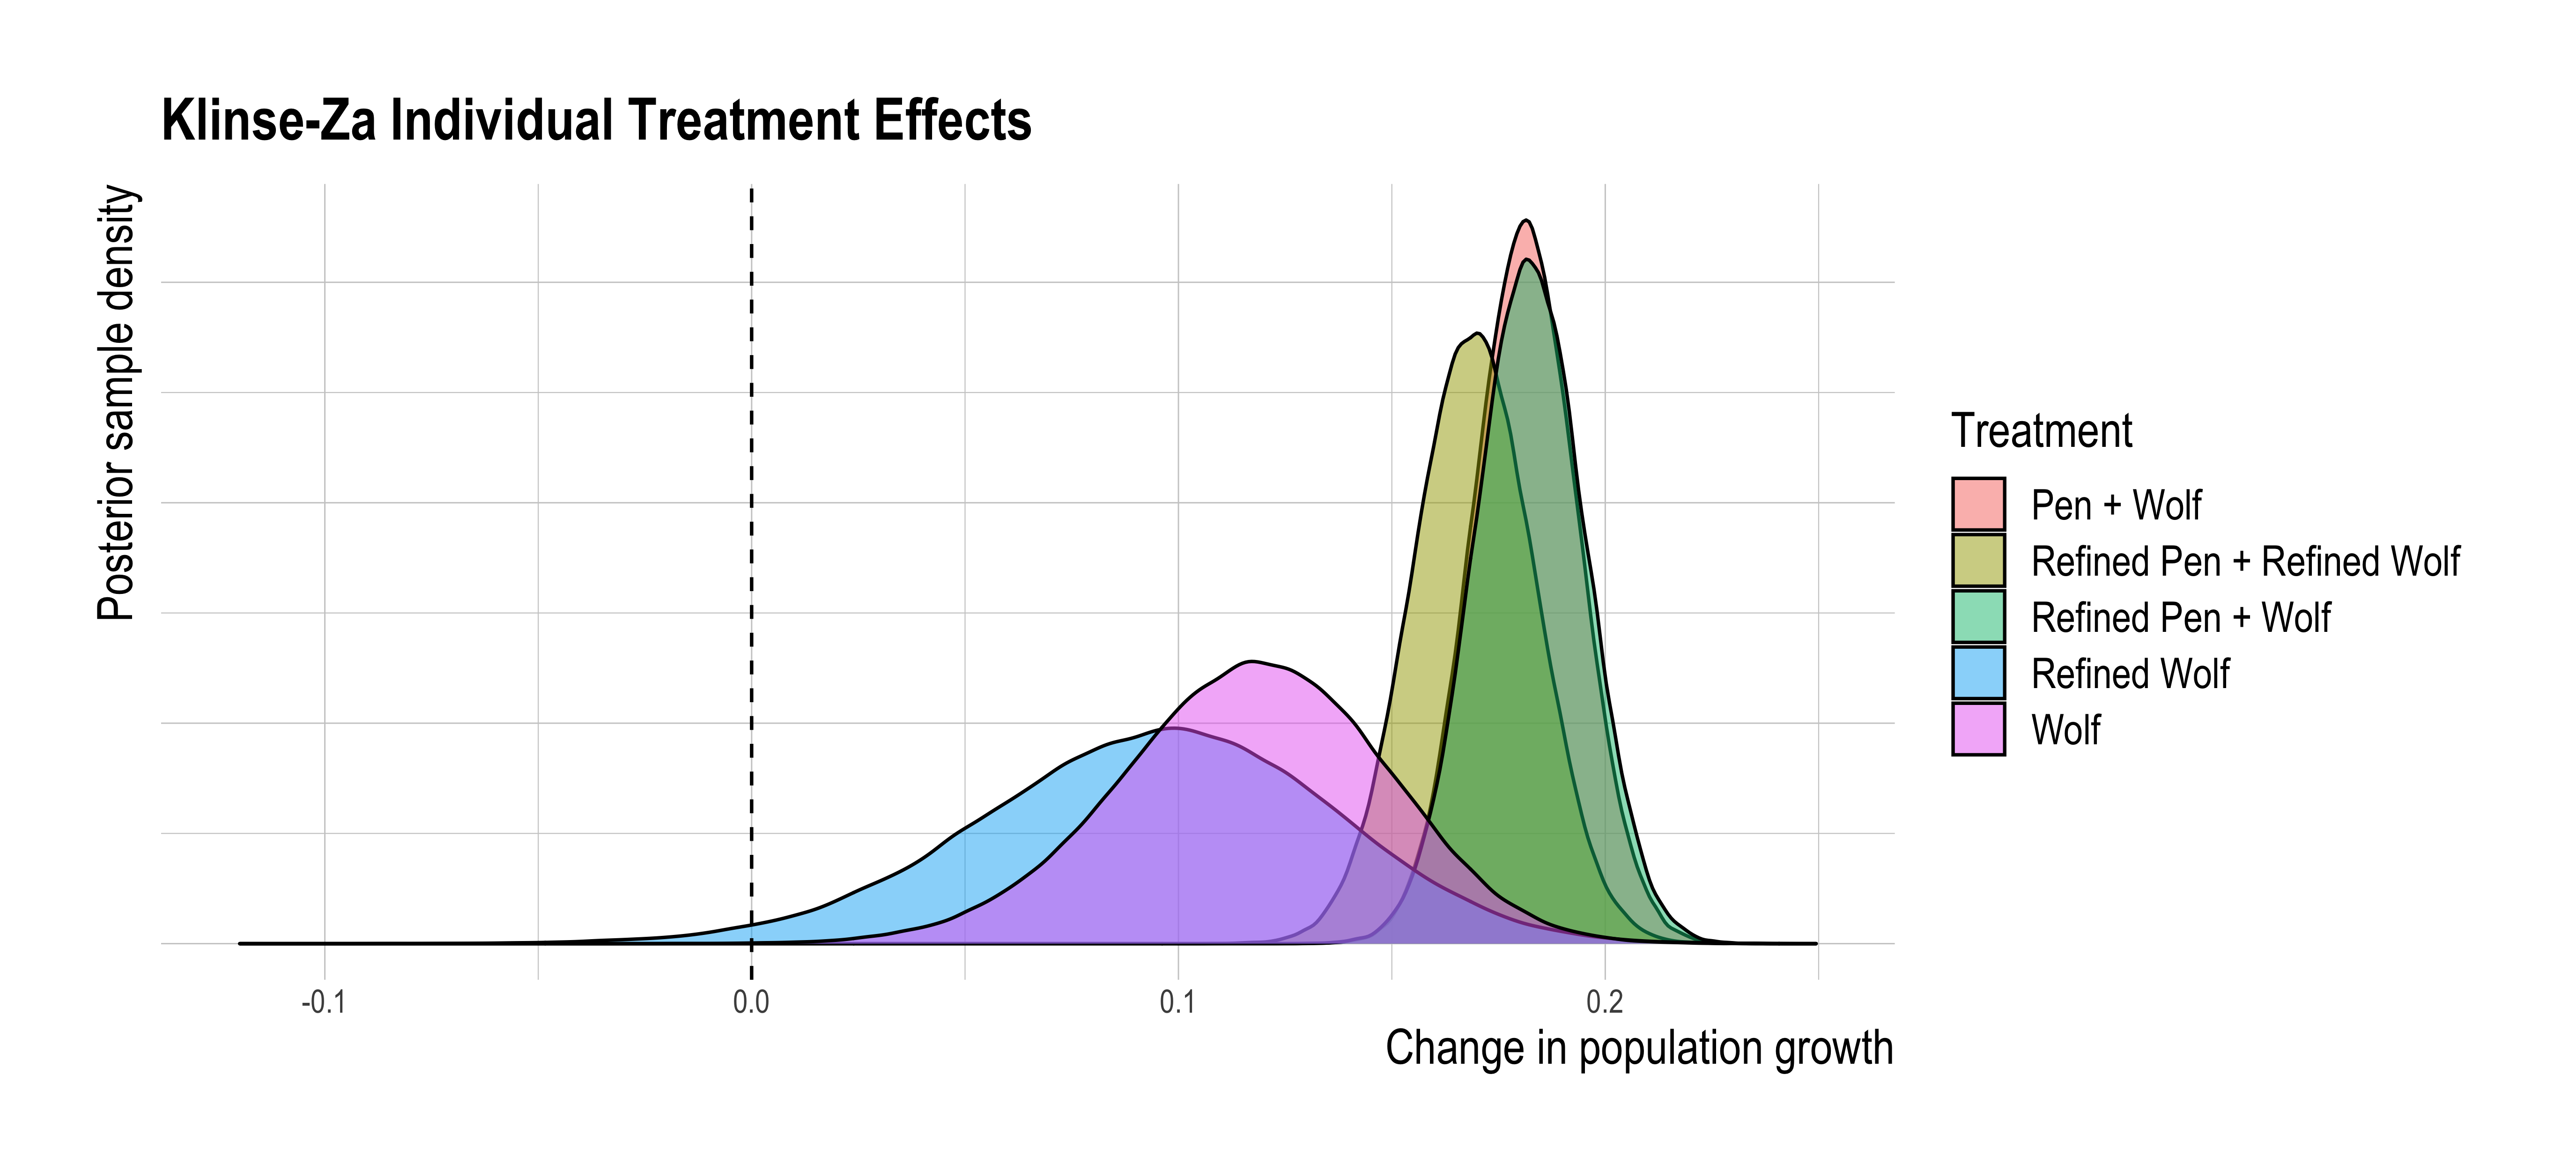 Klinse-Za Individual Treatment Effects
Posterior sample density
-0.1
0.0
0.1
0.2
Change in population growth
Treatment
Pen + Wolf
Refined Pen + Refined Wolf
Refined Pen + Wolf
Refined Wolf
Wolf